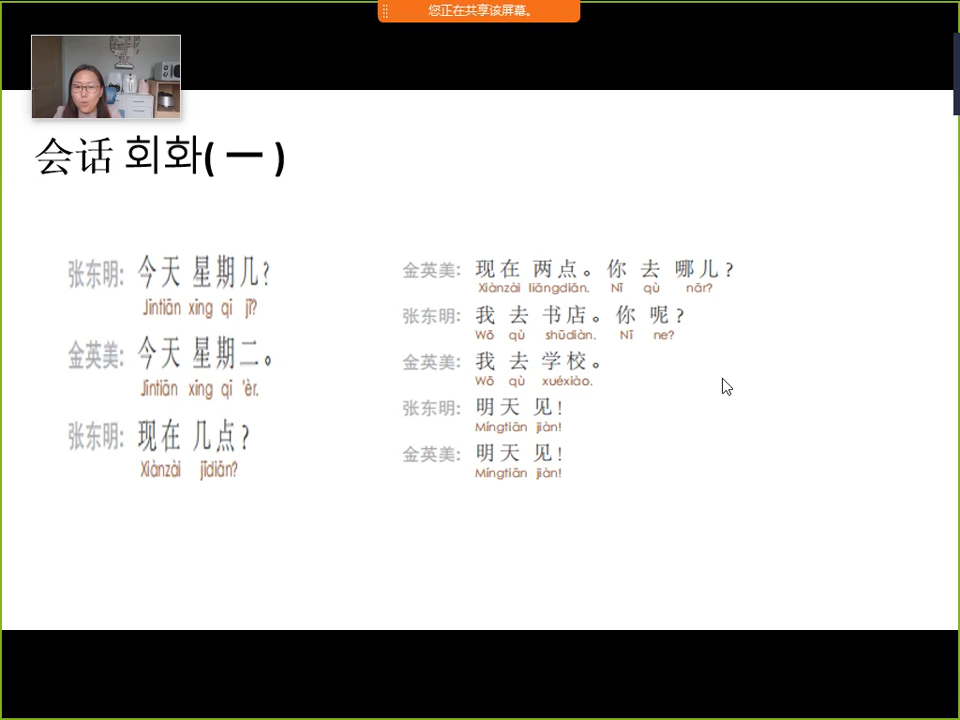 您正在共享该屏幕。
会话 회화( 一 )
张东明: 今天 星期几?
Jīntiān xīng qī jǐ?
金英美: 今天 星期二。
Jīntiān xīng qī 'èr.
张东明: 现在 几点?
Xiànzài jǐdiǎn?
金英美: 现在 两点。你 去 哪儿?
Xiànzài liǎngdiǎn. Nǐ qù nǎr?
张东明: 我 去 书店。你 呢?
Wǒ qù shūdiàn. Nǐ ne?
金英美: 我 去 学校。
Wǒ qù xuéxiào.
张东明: 明天 见!
Míngtiān jiàn!
金英美: 明天 见!
Míngtiān jiàn!